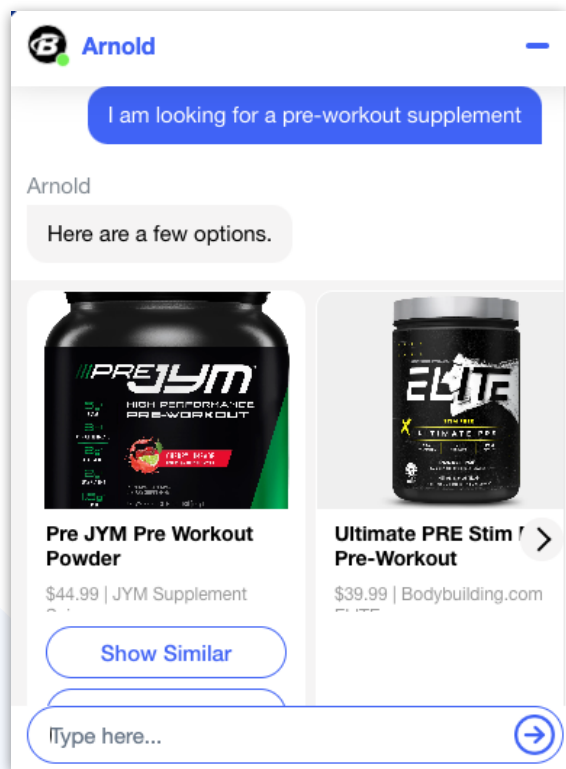 Arnold
I am looking for a pre-workout supplement
Arnold
Here are a few options.
PRE JYM
HIGH PERFORMANCE
PRE-WORKOUT
ELITE
ULTIMATE PRE
Pre JYM Pre Workout
Powder
$44.99 | JYM Supplement
Ultimate PRE Stim
Pre-Workout
$39.99 | Bodybuilding.com
Show Similar
Type here...